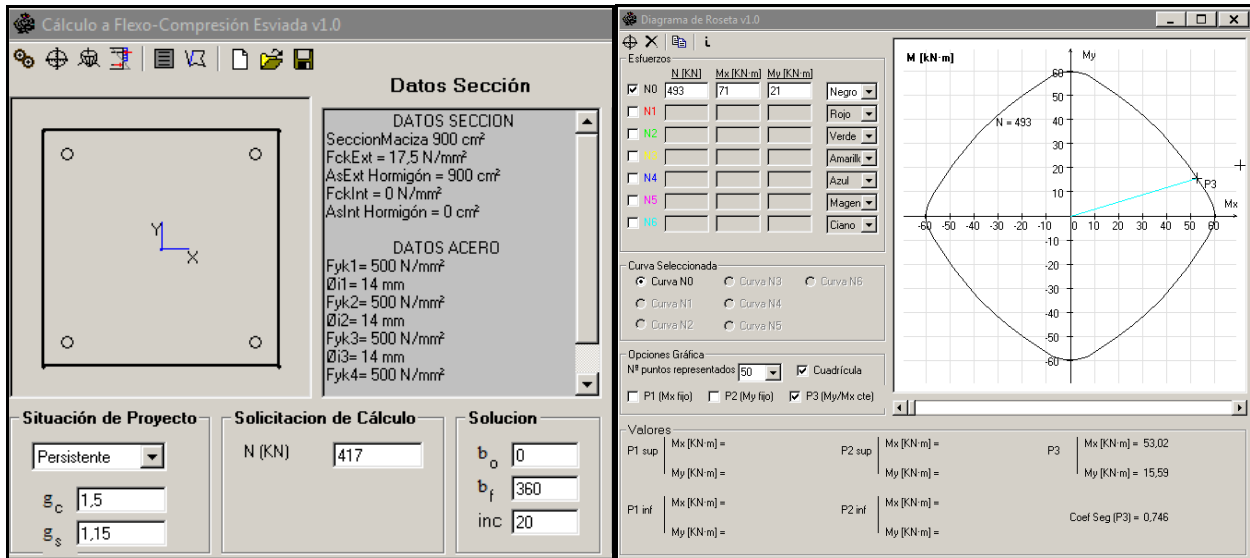 Cálculo a Flexo-Compresión Esviada v1.0
Datos Sección
DATOS SECCION
SeccionMaciza 900 cm²
FckExt = 17,5 N/mm²
AsExt Hormigón = 900 cm²
FckInt = 0 N/mm²
AsInt Hormigón = 0 cm²
DATOS ACERO
Fyk1= 500 N/mm²
Øi1= 14 mm
Fyk2= 500 N/mm²
Øi2= 14 mm
Fyk3= 500 N/mm²
Øi3= 14 mm
Fyk4= 500 N/mm²
Y
X
Situación de Proyecto
Persistente
g c 1,5
g s 1,15
Solicitacion de Cálculo
N (KN) 417
Solucion
b o 0
b f 360
inc 20
Diagrama de Roseta v1.0
Esfuerzos
N [KN] Mx [KN·m] My [KN·m]
N0 493 71 21 Negro
N1 Rojo
N2 Verde
N3 Amarillo
N4 Azul
N5 Magen
N6 Ciano
Curva Seleccionada
Curva N0 Curva N3 Curva N6
Curva N1 Curva N4
Curva N2 Curva N5
Opciones Gráfica
Nª puntos representados 50 Cuadrícula
P1 (Mx fijo) P2 (My fijo) P3 (My/Mx cte)
M [kN·m]
My
60
50
40
30
20
10
N = 493
P3
Mx
-60 -50 -40 -30 -20 -10 0 10 20 30 40 50 60
-10
-20
-30
-40
-50
-60
Valores
P1 sup Mx [KN·m] = P2 sup Mx [KN·m] = P3 Mx [KN·m] = 53,02
My [KN·m] = My [KN·m] = My [KN·m] = 15,59
P1 inf Mx [KN·m] = P2 inf Mx [KN·m] =
Coef Seg (P3) = 0,746
My [KN·m] = My [KN·m] =